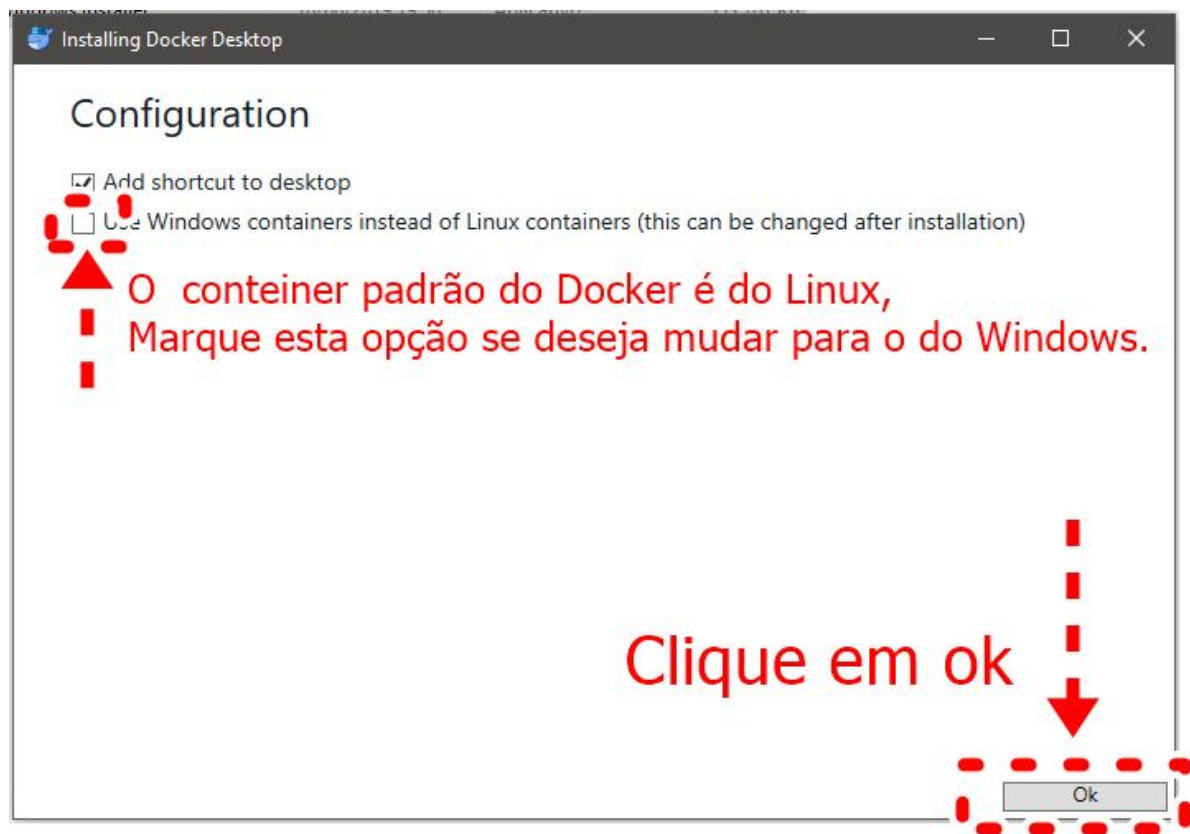 Installing Docker Desktop
Configuration
Add shortcut to desktop
Use Windows containers instead of Linux containers (this can be changed after installation)
O conteiner padrão do Docker é do Linux,
Marque esta opção se deseja mudar para o do Windows.
Clique em ok
Ok